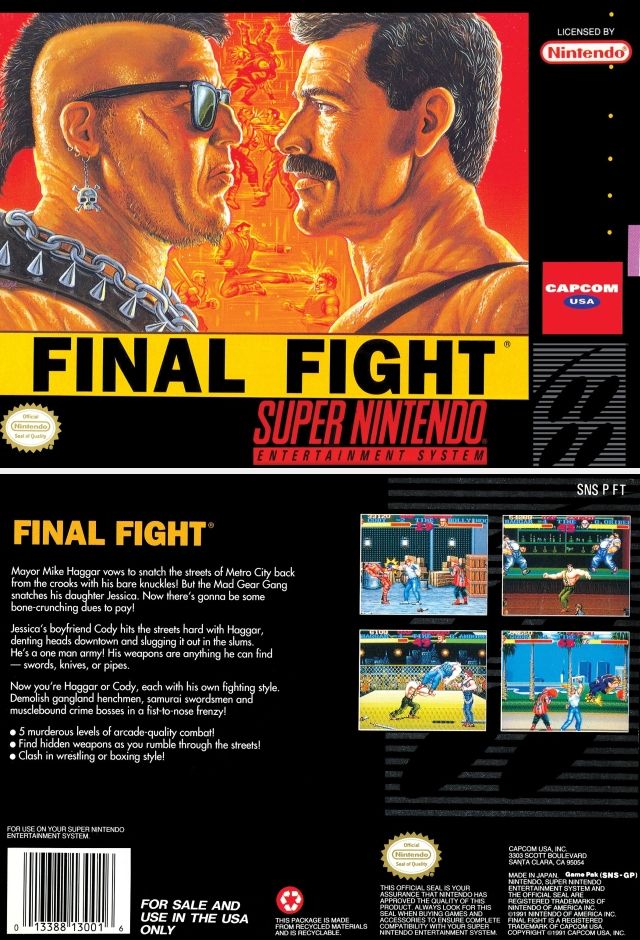 LICENSED BY
Nintendo®
CAPCOM
USA
FINAL FIGHT®
Official
Nintendo
Seal of Quality
SUPER NINTENDO®
ENTERTAINMENT SYSTEM
SNS P FT
FINAL FIGHT®
Mayor Mike Haggar vows to snatch the streets of Metro City back
from the crooks with his bare knuckles! But the Mad Gear Gang
snatches his daughter Jessica. Now there's gonna be some
bone-crunching dues to pay!
Jessica's boyfriend Cody hits the streets hard with Haggar,
denting heads downtown and slugging it out in the slums.
He's a one man army! His weapons are anything he can find
— swords, knives, or pipes.
Now you're Haggar or Cody, each with his own fighting style.
Demolish gangland henchmen, samurai swordsmen and
musclebound crime bosses in a fist-to-nose frenzy!
● 5 murderous levels of arcade-quality combat!
● Find hidden weapons as you rumble through the streets!
● Clash in wrestling or boxing style!
FOR USE ON YOUR SUPER NINTENDO
ENTERTAINMENT SYSTEM.
0 13388 13001 6
FOR SALE AND
USE IN THE USA
ONLY
THIS PACKAGE IS MADE
FROM RECYCLED MATERIALS
AND IS RECYCLABLE.
Official
Nintendo
Seal of Quality
THIS OFFICIAL SEAL IS YOUR
ASSURANCE THAT NINTENDO HAS
APPROVED THE QUALITY OF THIS
PRODUCT. ALWAYS LOOK FOR THIS
SEAL WHEN BUYING GAMES AND
ACCESSORIES TO ENSURE COMPLETE
COMPATIBILITY WITH YOUR SUPER
NINTENDO ENTERTAINMENT SYSTEM.
CAPCOM USA, INC.
3303 SCOTT BOULEVARD
SANTA CLARA, CA 95054
MADE IN JAPAN. Game Pak (SNS-GP)
NINTENDO, SUPER NINTENDO
ENTERTAINMENT SYSTEM AND
THE OFFICIAL SEAL ARE
REGISTERED TRADEMARKS OF
NINTENDO OF AMERICA INC.
©1991 NINTENDO OF AMERICA INC.
FINAL FIGHT IS A REGISTERED
TRADEMARK OF CAPCOM USA.
COPYRIGHT ©1991 CAPCOM USA, INC.